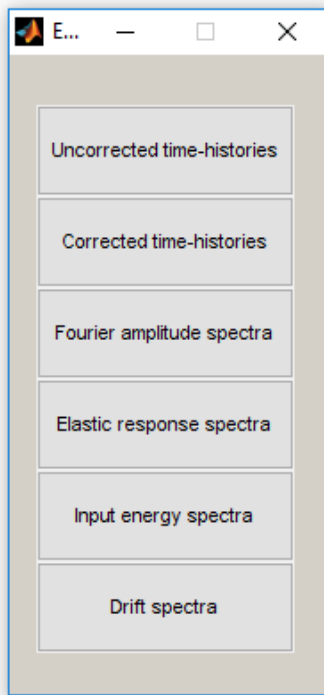 E...
Uncorrected time-histories
Corrected time-histories
Fourier amplitude spectra
Elastic response spectra
Input energy spectra
Drift spectra